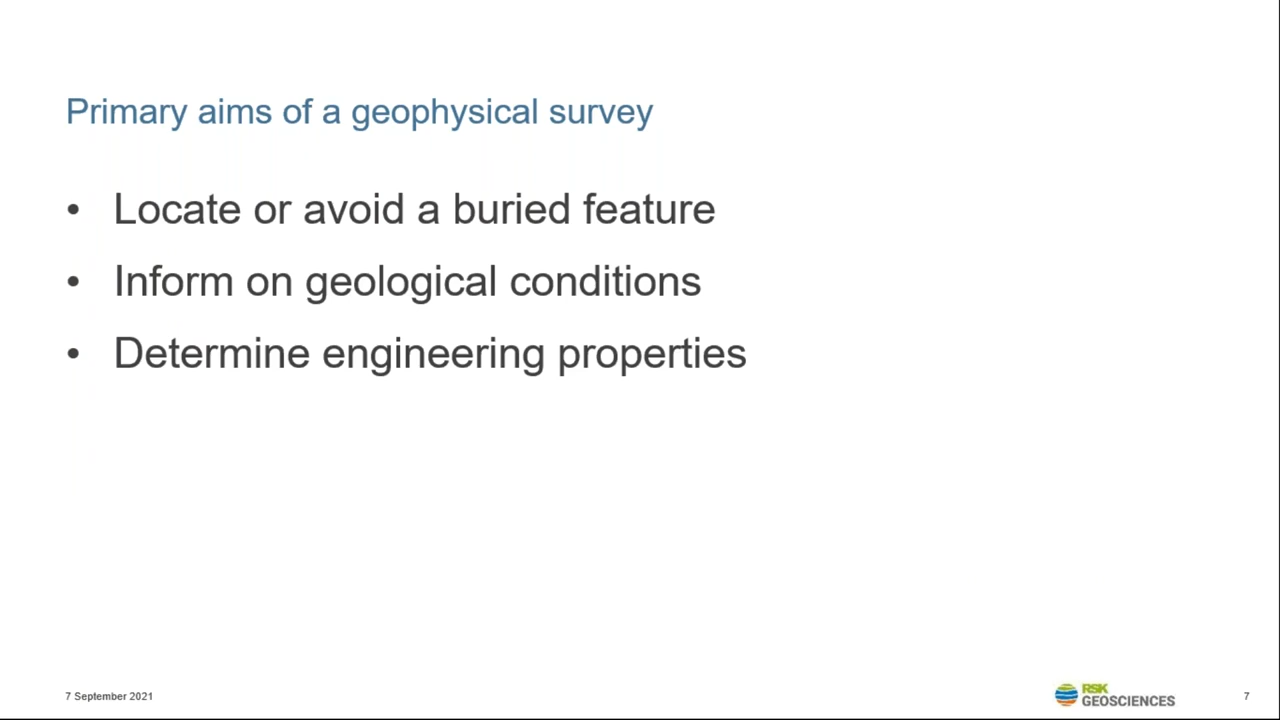 Primary aims of a geophysical survey
• Locate or avoid a buried feature
• Inform on geological conditions
• Determine engineering properties
7 September 2021
RSK
GEOSCIENCES
7